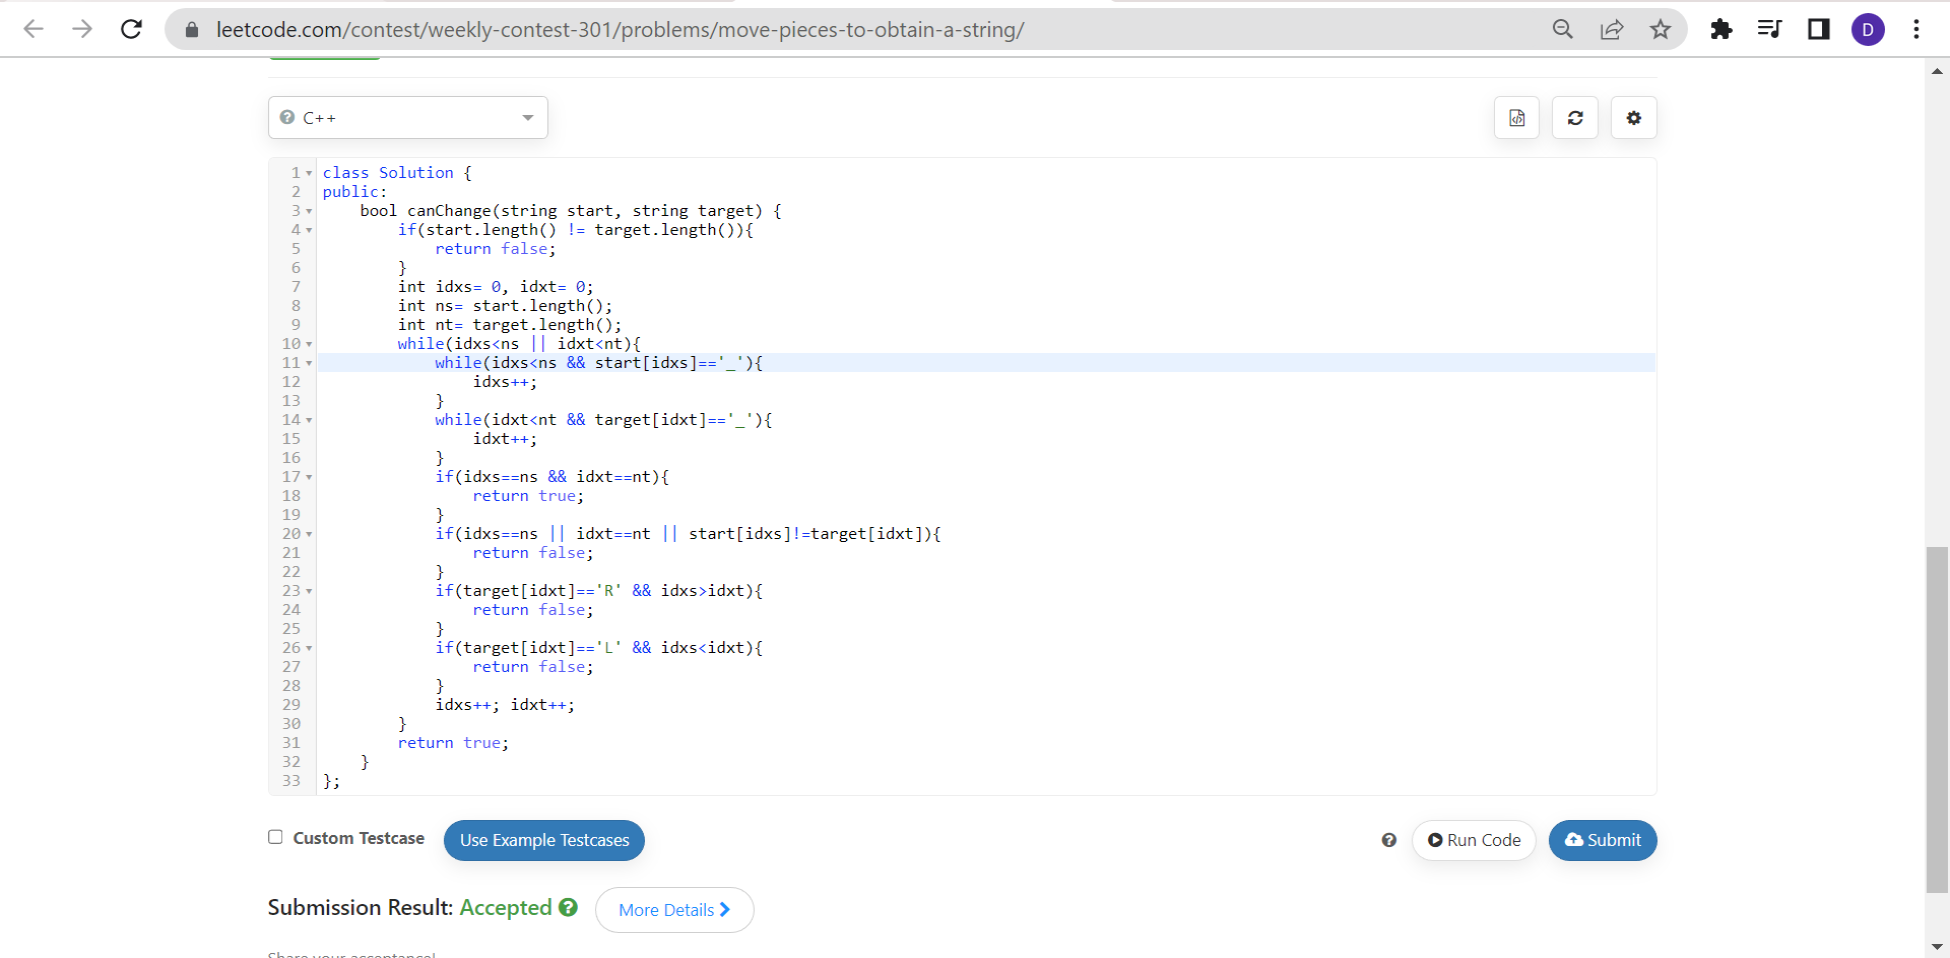 leetcode.com/contest/weekly-contest-301/problems/move-pieces-to-obtain-a-string/
D
C++
1 class Solution {
2 public:
3     bool canChange(string start, string target) {
4         if(start.length() != target.length()){
5             return false;
6         }
7         int idxs= 0, idxt= 0;
8         int ns= start.length();
9         int nt= target.length();
10         while(idxs<ns || idxt<nt){
11             while(idxs<ns && start[idxs]=='_'){
12                 idxs++;
13             }
14             while(idxt<nt && target[idxt]=='_'){
15                 idxt++;
16             }
17             if(idxs==ns && idxt==nt){
18                 return true;
19             }
20             if(idxs==ns || idxt==nt || start[idxs]!=target[idxt]){
21                 return false;
22             }
23             if(target[idxt]=='R' && idxs>idxt){
24                 return false;
25             }
26             if(target[idxt]=='L' && idxs<idxt){
27                 return false;
28             }
29             idxs++; idxt++;
30         }
31         return true;
32     }
33 };
Custom Testcase Use Example Testcases Run Code Submit
Submission Result: Accepted More Details
Share your acceptance!